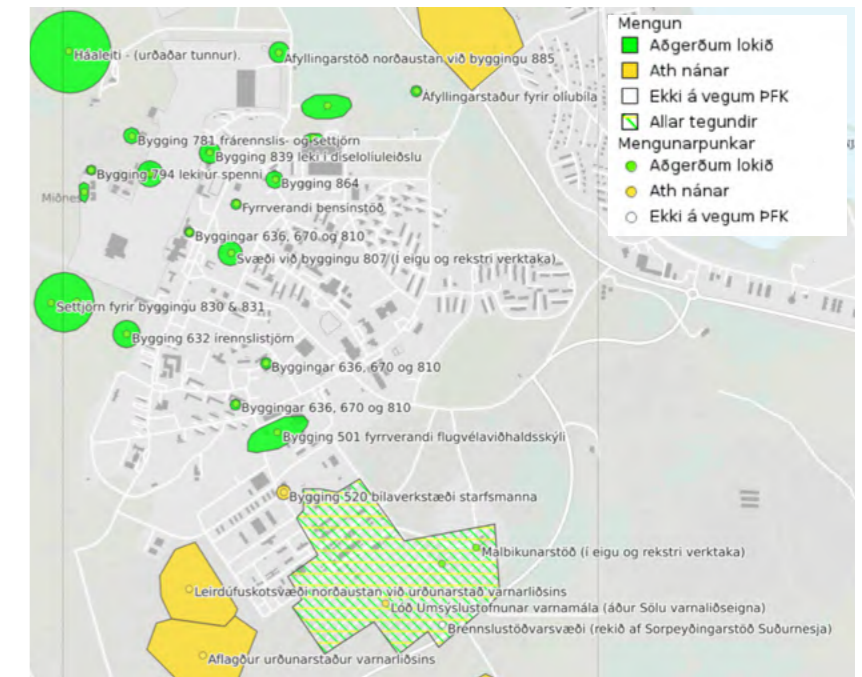 Mengun
Aðgerðum lokið
Ath nánar
Ekki á vegum ÞFK
Allar tegundir
Mengunarpunkar
Aðgerðum lokið
Ath nánar
Ekki á vegum ÞFK
Háaleiti - (urðaðar tunnur).
Áfyllingarstöð norðaustan við byggingu 885
Áfyllingarstaður fyrir olíubíla
Bygging 781 frárennslis- og settjörn
Bygging 839 leki í díselolíuleiðslu
Bygging 794 leki úr spenni
Bygging 864
Miðnes
Fyrrverandi bensínstöð
Byggingar 636, 670 og 810
Svæði við byggingu 807 (í eigu og rekstri verktaka)
Settjörn fyrir byggingu 830 & 831
Bygging 632 írennslistjörn
Byggingar 636, 670 og 810
Byggingar 636, 670 og 810
Bygging 501 fyrrverandi flugvélaviðhaldsskýli
Bygging 520 bílaverkstæði starfsmanna
Malbikunarstöð (í eigu og rekstri verktaka)
Leirdúfuskotsvæði norðaustan við urðunarstað varnarliðsins
Lóð Umsýslustofnunar varnamála (áður Sölu varnaliðseigna)
Brennslustöðvarsvæði (rekið af Sorpeyðingarstöð Suðurnesja)
Aflagður urðunarstaður varnarliðsins